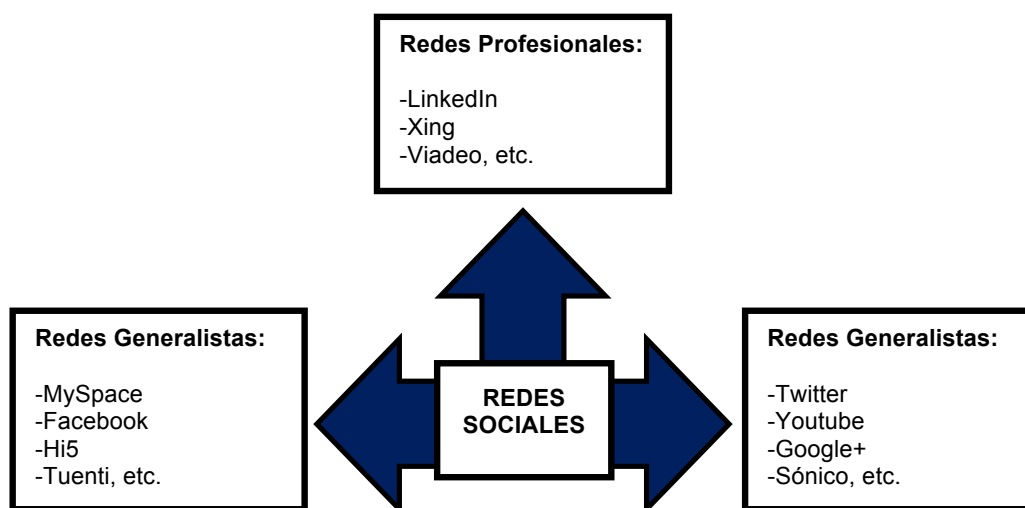 Redes Profesionales:
-LinkedIn
-Xing
-Viadeo, etc.
Redes Generalistas:
-MySpace
-Facebook
-Hi5
-Tuenti, etc.
REDES
SOCIALES
Redes Generalistas:
-Twitter
-Youtube
-Google+
-Sónico, etc.